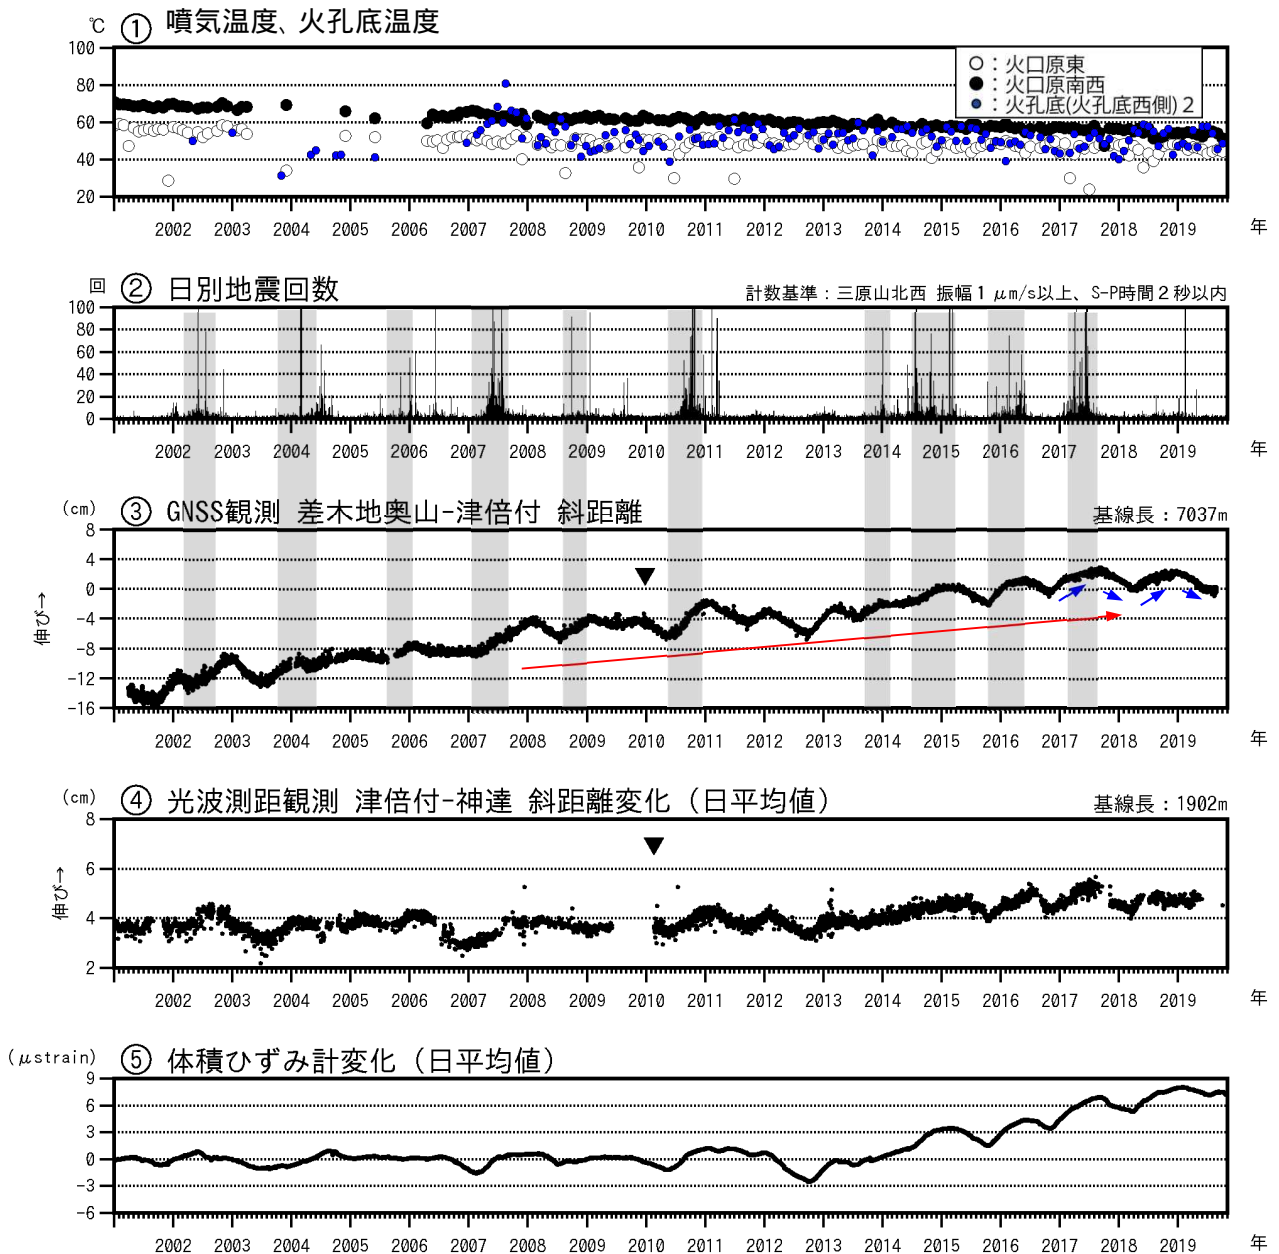 ℃ ① 噴気温度、火孔底温度
○：火口原東
●：火口原南西
●：火孔底(火孔底西側)２
100
80
60
40
20
2002 2003 2004 2005 2006 2007 2008 2009 2010 2011 2012 2013 2014 2015 2016 2017 2018 2019 年
回 ② 日別地震回数 計数基準：三原山北西 振幅１μm/s以上、S-P時間２秒以内
100
80
60
40
20
0
2002 2003 2004 2005 2006 2007 2008 2009 2010 2011 2012 2013 2014 2015 2016 2017 2018 2019 年
(cm) ③ GNSS観測 差木地奥山-津倍付 斜距離 基線長：7037m
8
4
0
-4
-8
-12
-16
伸び→
2002 2003 2004 2005 2006 2007 2008 2009 2010 2011 2012 2013 2014 2015 2016 2017 2018 2019 年
(cm) ④ 光波測距観測 津倍付-神達 斜距離変化（日平均値） 基線長：1902m
8
6
4
2
伸び→
2002 2003 2004 2005 2006 2007 2008 2009 2010 2011 2012 2013 2014 2015 2016 2017 2018 2019 年
(μstrain) ⑤ 体積ひずみ計変化（日平均値）
9
6
3
0
-3
-6
2002 2003 2004 2005 2006 2007 2008 2009 2010 2011 2012 2013 2014 2015 2016 2017 2018 2019 年